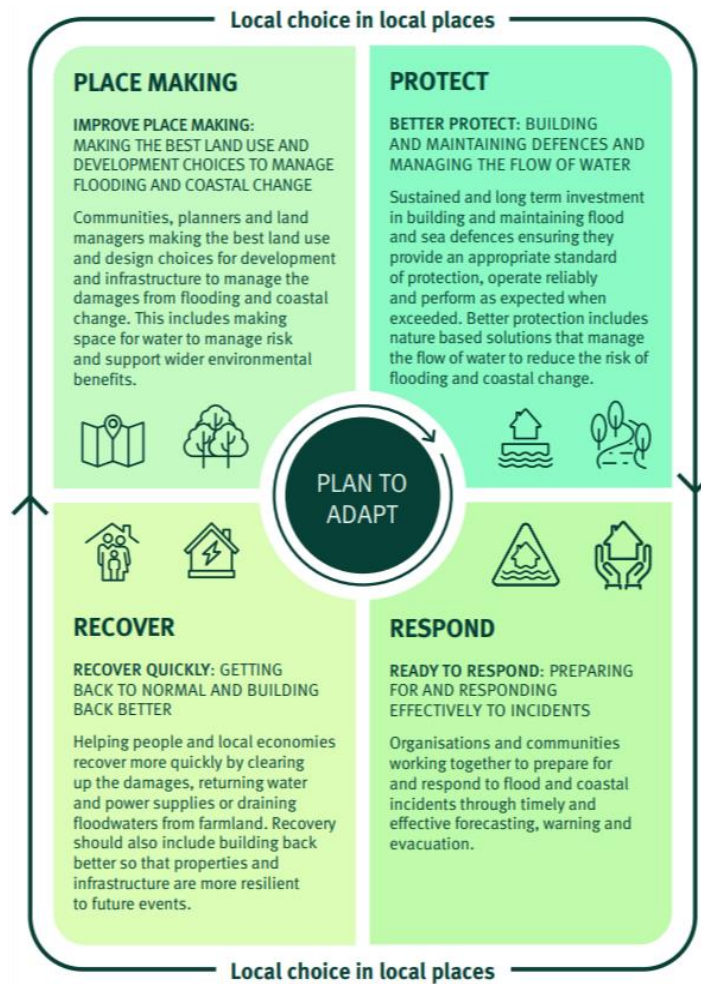 Local choice in local places
PLACE MAKING
IMPROVE PLACE MAKING:
MAKING THE BEST LAND USE AND
DEVELOPMENT CHOICES TO MANAGE
FLOODING AND COASTAL CHANGE
Communities, planners and land
managers making the best land use
and design choices for development
and infrastructure to manage the
damages from flooding and coastal
change. This includes making
space for water to manage risk
and support wider environmental
benefits.
PROTECT
BETTER PROTECT: BUILDING
AND MAINTAINING DEFENCES AND
MANAGING THE FLOW OF WATER
Sustained and long term investment
in building and maintaining flood
and sea defences ensuring they
provide an appropriate standard
of protection, operate reliably
and perform as expected when
exceeded. Better protection includes
nature based solutions that manage
the flow of water to reduce the risk of
flooding and coastal change.
PLAN TO
ADAPT
RECOVER
RECOVER QUICKLY: GETTING
BACK TO NORMAL AND BUILDING
BACK BETTER
Helping people and local economies
recover more quickly by clearing
up the damages, returning water
and power supplies or draining
floodwaters from farmland. Recovery
should also include building back
better so that properties and
infrastructure are more resilient
to future events.
RESPOND
READY TO RESPOND: PREPARING
FOR AND RESPONDING
EFFECTIVELY TO INCIDENTS
Organisations and communities
working together to prepare for
and respond to flood and coastal
incidents through timely and
effective forecasting, warning and
evacuation.
Local choice in local places